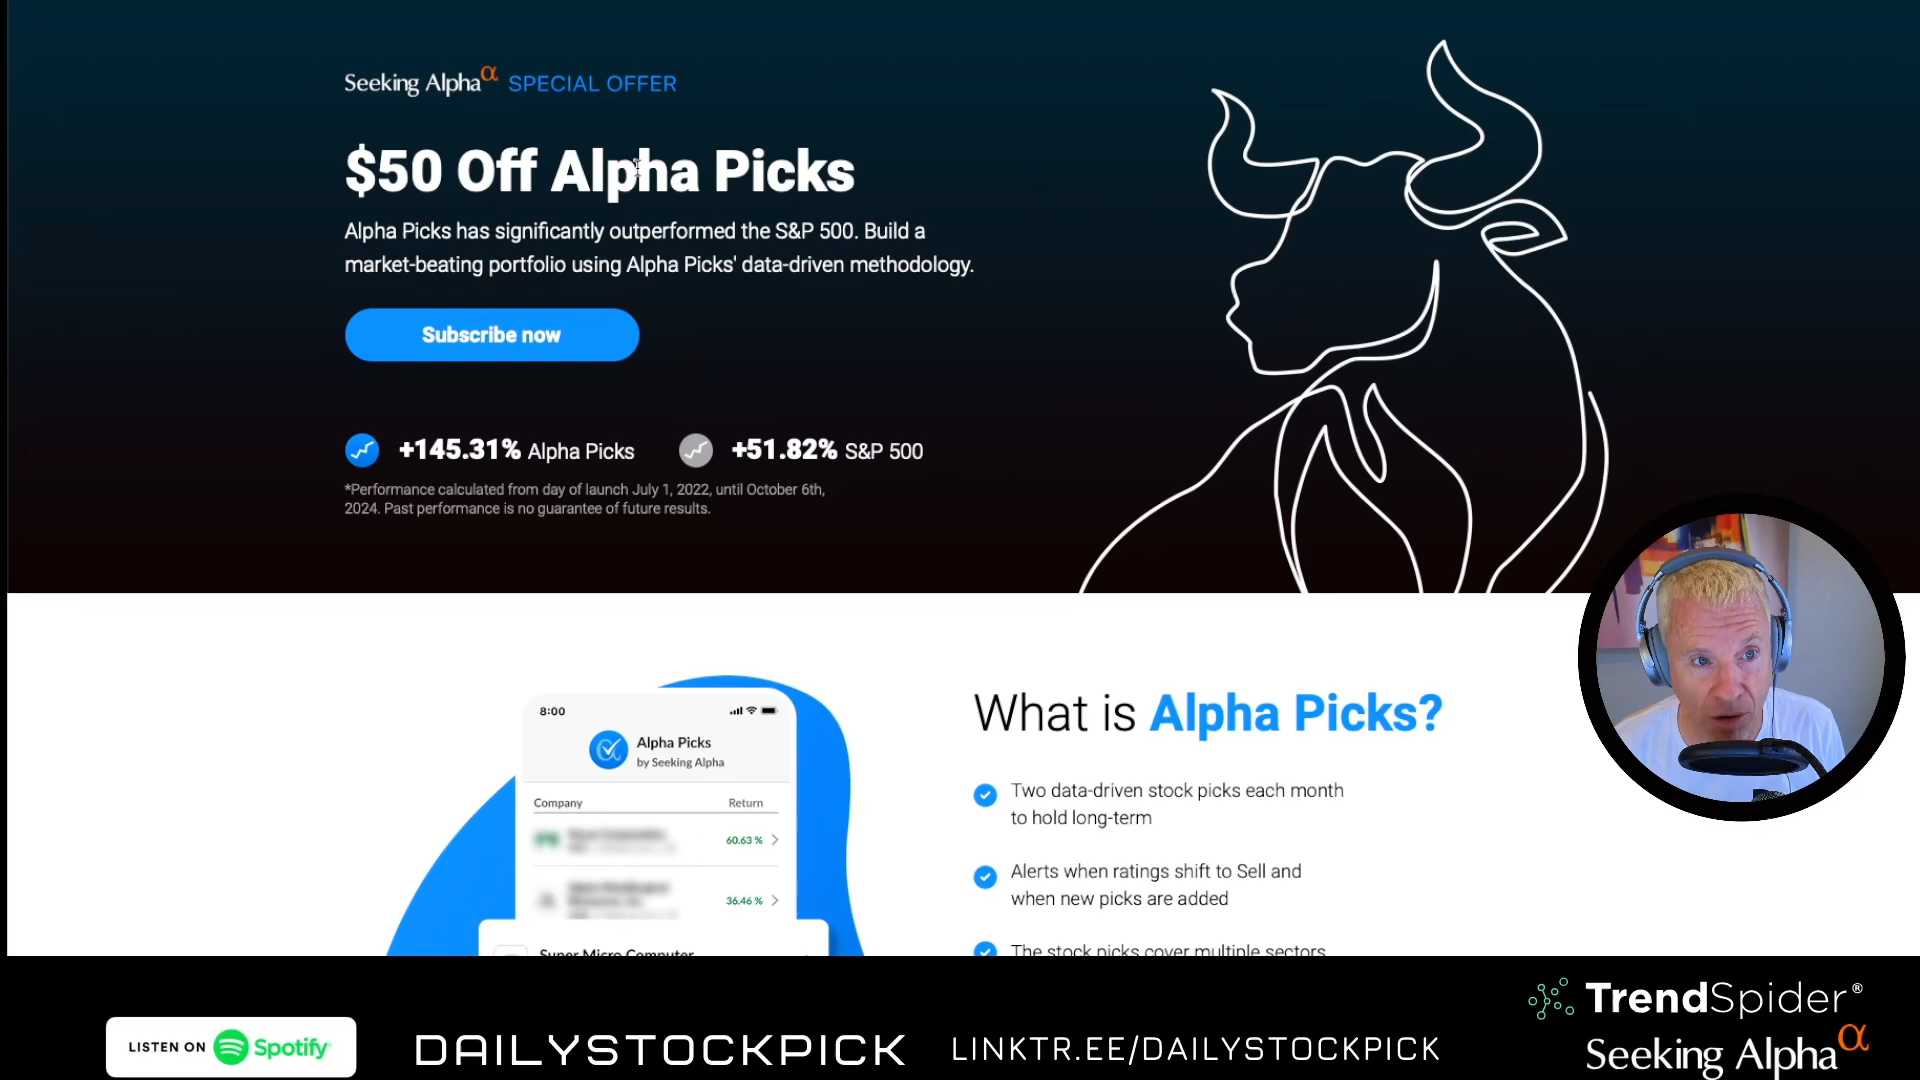 Seeking Alpha α SPECIAL OFFER
$50 Off Alpha Picks
Alpha Picks has significantly outperformed the S&P 500. Build a
market-beating portfolio using Alpha Picks' data-driven methodology.
Subscribe now
+145.31% Alpha Picks +51.82% S&P 500
*Performance calculated from day of launch July 1, 2022, until October 6th,
2024. Past performance is no guarantee of future results.
8:00
Alpha Picks
by Seeking Alpha
Company Return
60.63 %
36.46 %
Super Micro Computer
What is Alpha Picks?
Two data-driven stock picks each month
to hold long-term
Alerts when ratings shift to Sell and
when new picks are added
The stock picks cover multiple sectors
LISTEN ON Spotify
DAILYSTOCKPICK
LINKTR.EE/DAILYSTOCKPICK
TrendSpider®
Seeking Alpha α